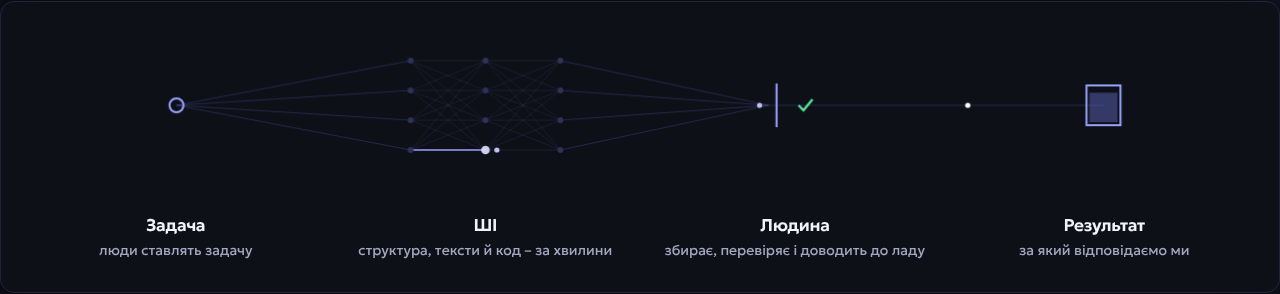 Задача
люди ставлять задачу
ШІ
структура, тексти й код – за хвилини
Людина
збирає, перевіряє і доводить до ладу
Результат
за який відповідаємо ми